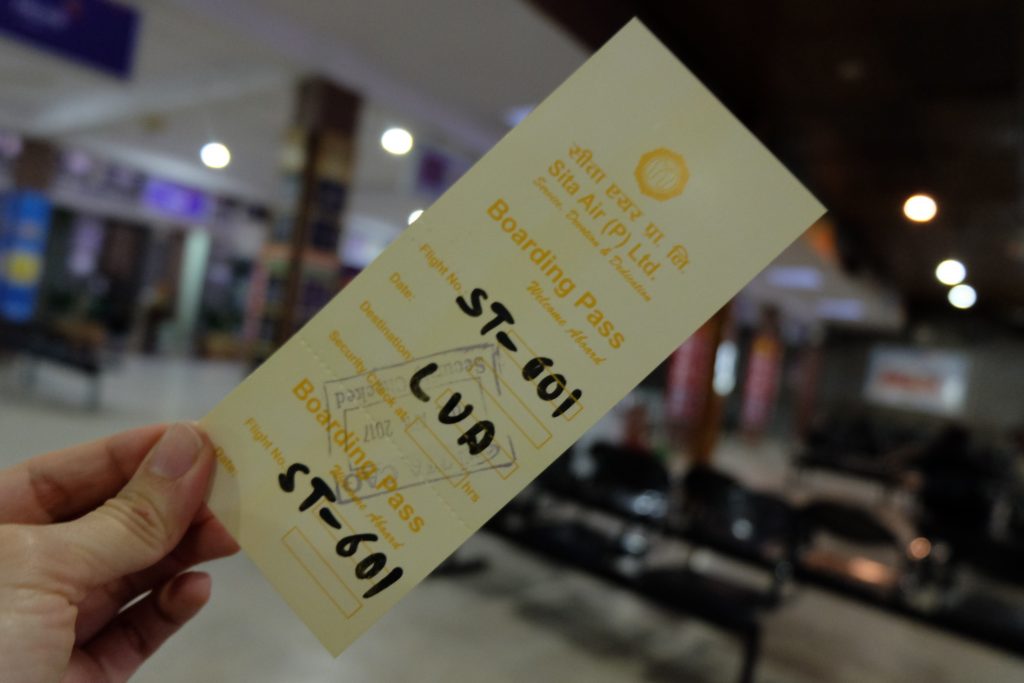 सीता एयर प्रा. लि.
Sita Air (P) Ltd.
Service, Devotion & Dedication
Boarding Pass
Welcome Aboard
Flight No. ST-601
Date:
Destination: LUA
Security Check at: hrs
Security Checked
2017
Boarding Pass
Welcome Aboard
Flight No. ST-601
Date: